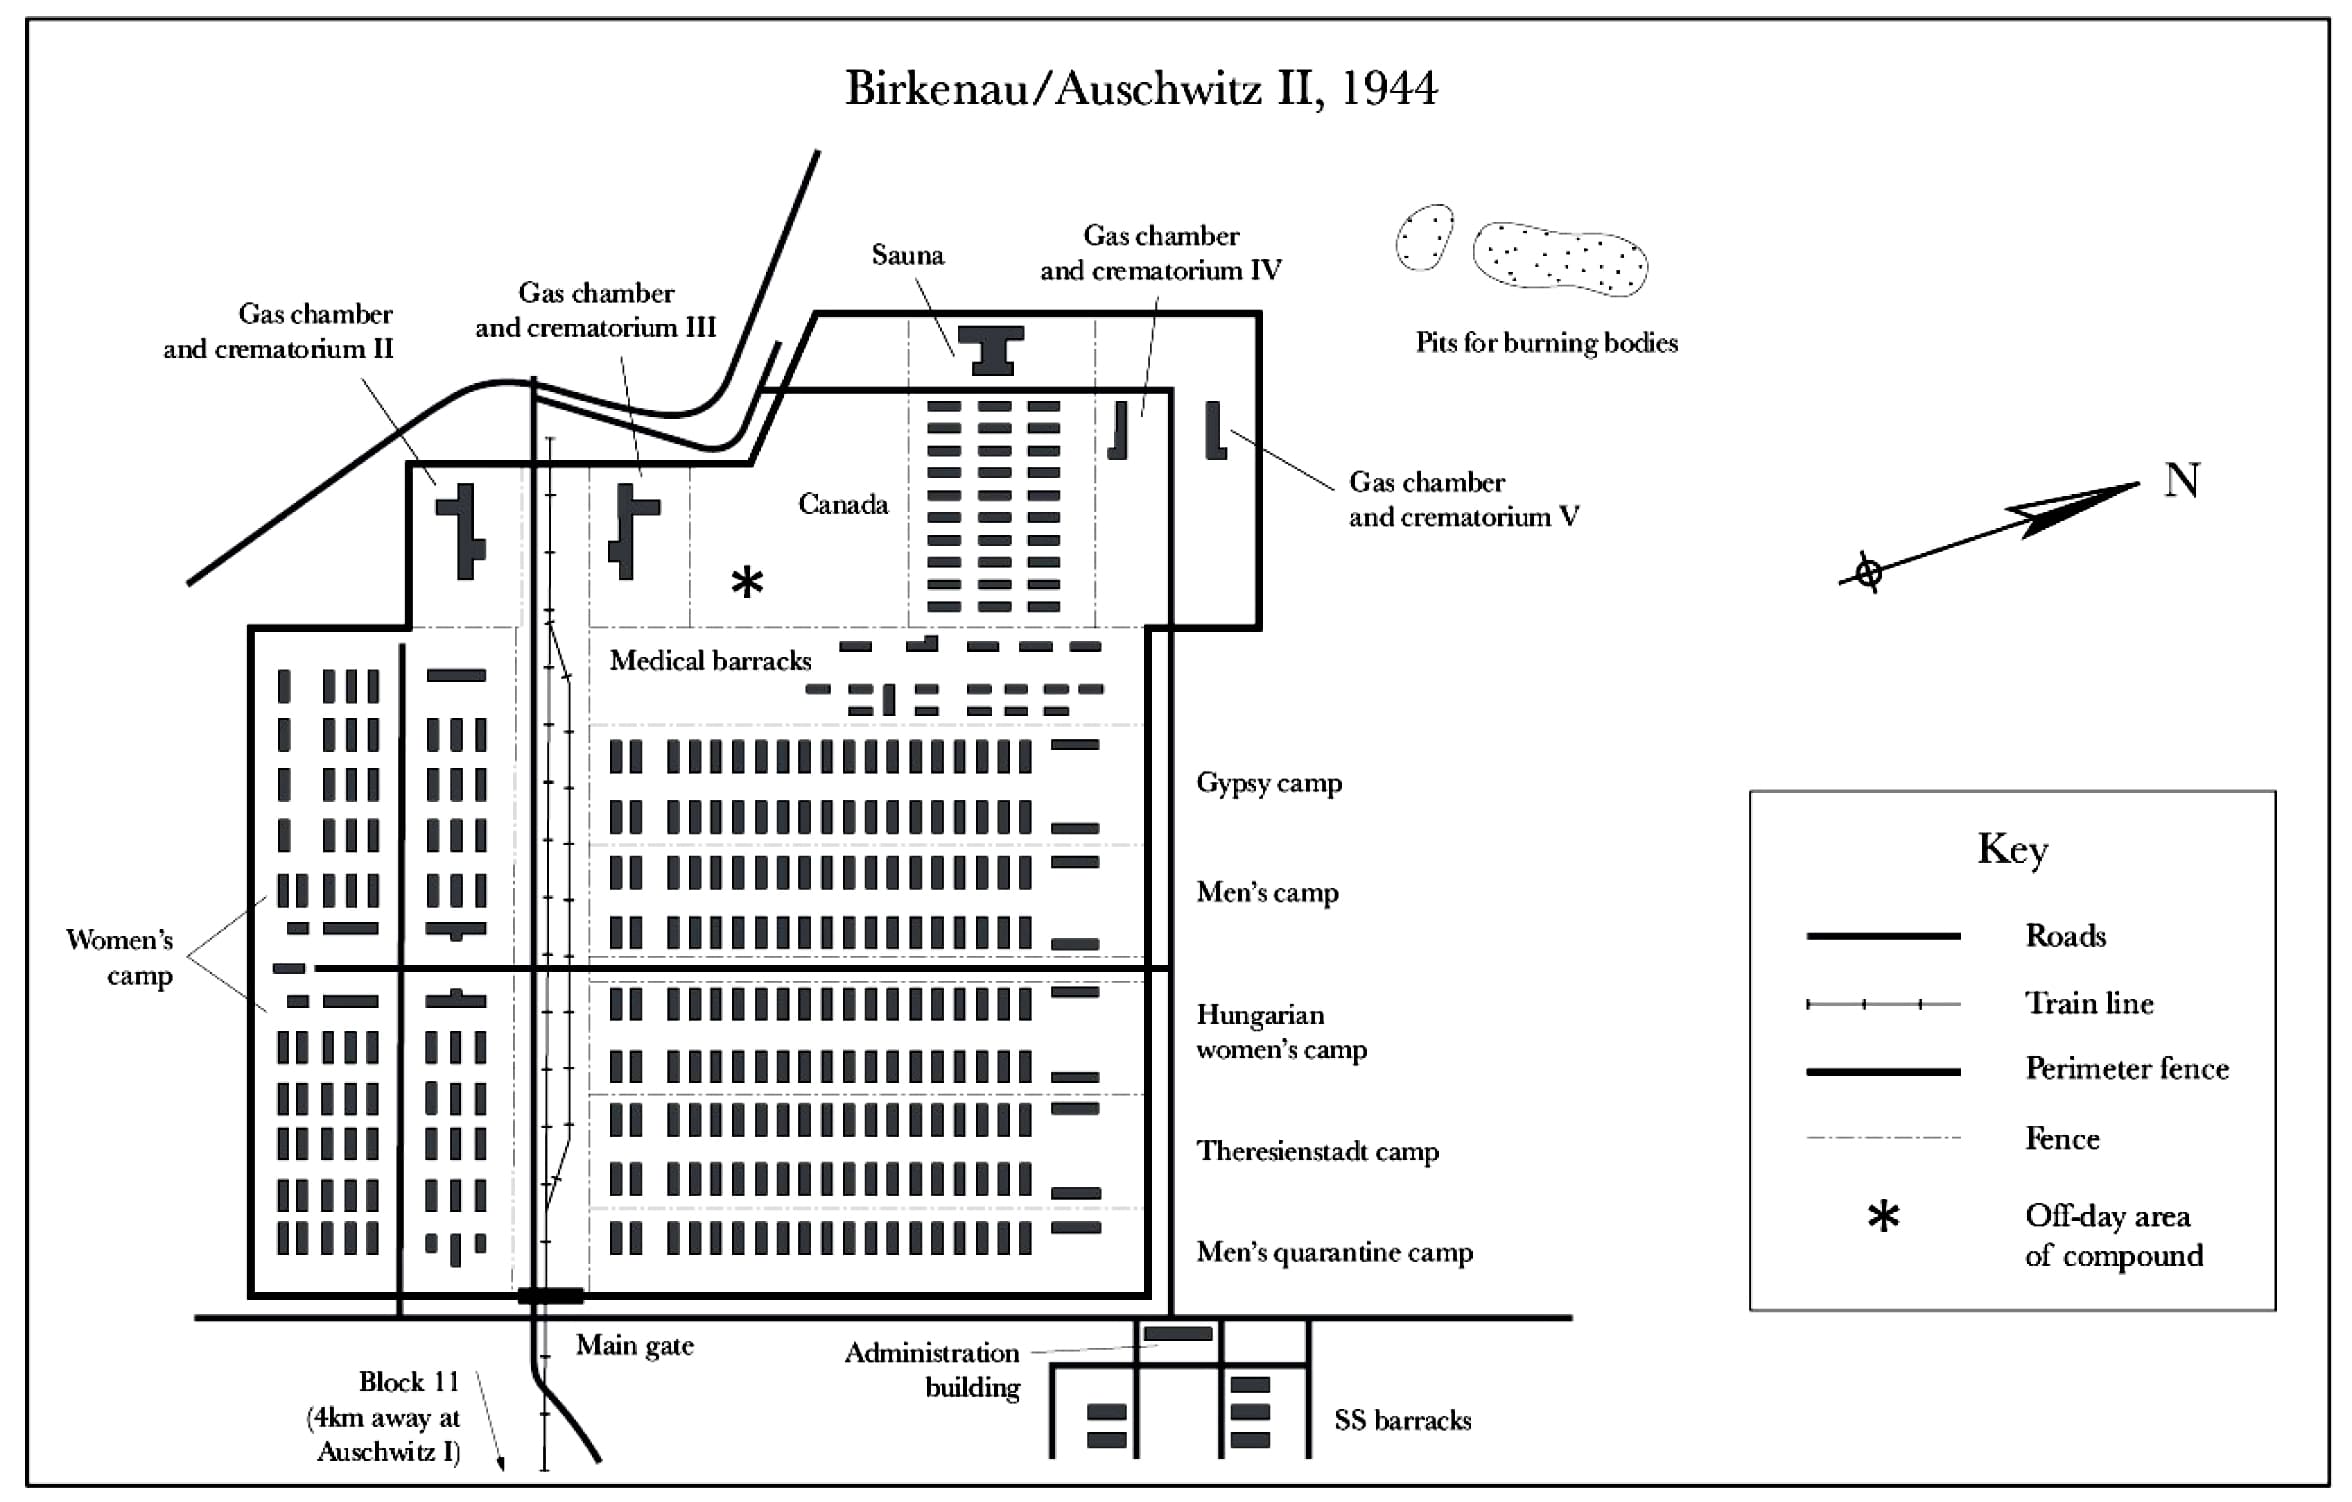 Birkenau/Auschwitz II, 1944
Gas chamber
and crematorium II
Gas chamber
and crematorium III
Sauna
Gas chamber
and crematorium IV
Pits for burning bodies
Canada
Gas chamber
and crematorium V
N
Medical barracks
Gypsy camp
Men's camp
Women's
camp
Hungarian
women's camp
Theresienstadt camp
Men's quarantine camp
Key
Roads
Train line
Perimeter fence
Fence
* Off-day area
of compound
*
Main gate
Block 11
(4km away at
Auschwitz I)
Administration
building
SS barracks